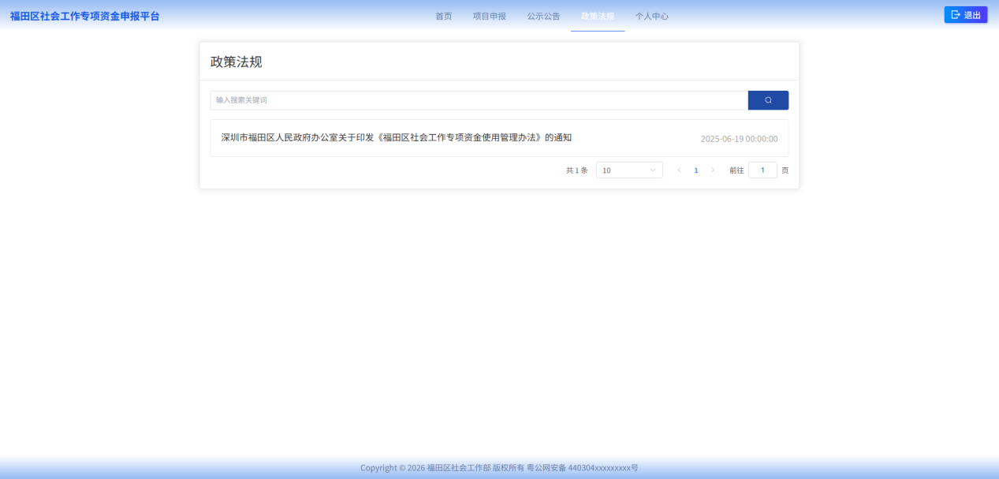 福田区社会工作专项资金申报平台
首页 项目申报 公示公告 政策法规 个人中心
退出
政策法规
输入搜索关键词
深圳市福田区人民政府办公室关于印发《福田区社会工作专项资金使用管理办法》的通知
2025-06-19 00:00:00
共 1 条 10 1 前往 1 页
Copyright © 2026 福田区社会工作部 版权所有 粤公网安备 440304xxxxxxxxx号